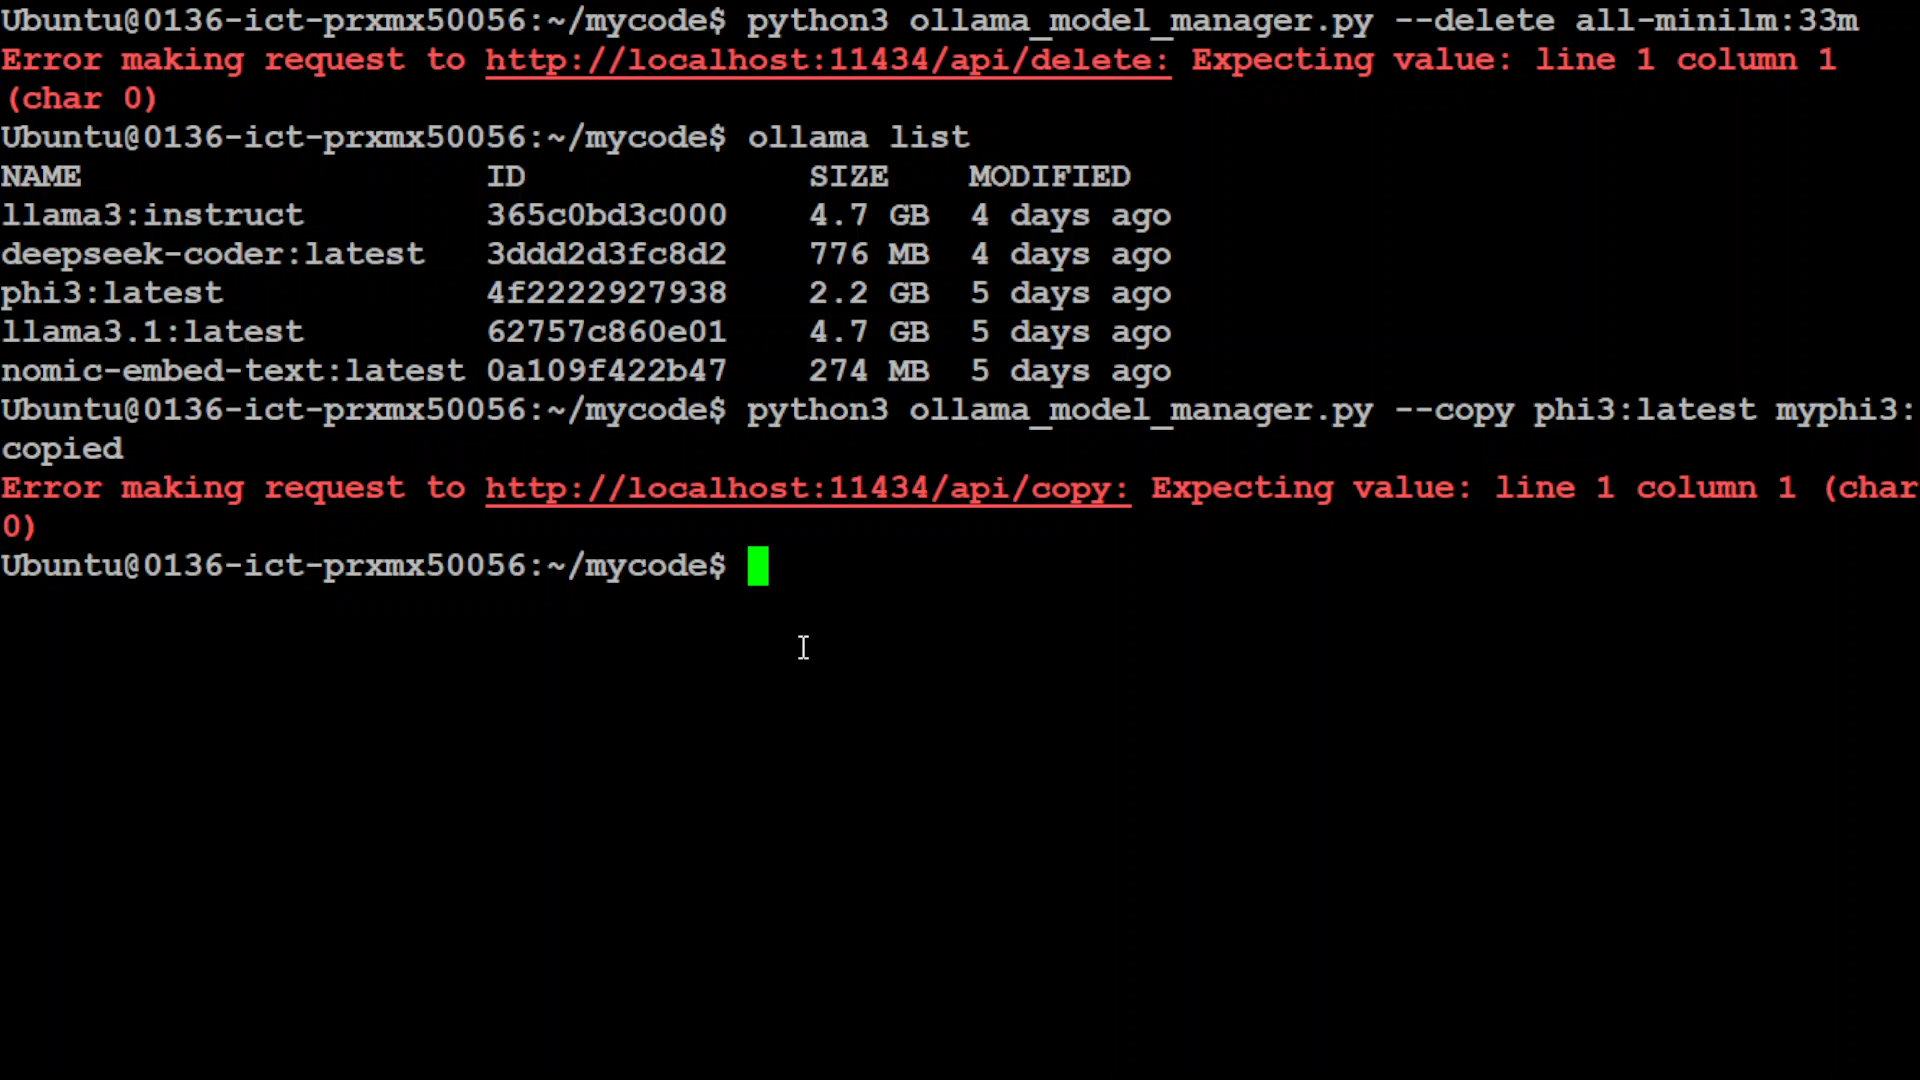 Ubuntu@0136-ict-prxmx50056:~/mycode$ python3 ollama_model_manager.py --delete all-minilm:33m
Error making request to http://localhost:11434/api/delete: Expecting value: line 1 column 1
(char 0)
Ubuntu@0136-ict-prxmx50056:~/mycode$ ollama list
NAME ID SIZE MODIFIED
llama3:instruct 365c0bd3c000 4.7 GB 4 days ago
deepseek-coder:latest 3ddd2d3fc8d2 776 MB 4 days ago
phi3:latest 4f2222927938 2.2 GB 5 days ago
llama3.1:latest 62757c860e01 4.7 GB 5 days ago
nomic-embed-text:latest 0a109f422b47 274 MB 5 days ago
Ubuntu@0136-ict-prxmx50056:~/mycode$ python3 ollama_model_manager.py --copy phi3:latest myphi3:
copied
Error making request to http://localhost:11434/api/copy: Expecting value: line 1 column 1 (char
0)
Ubuntu@0136-ict-prxmx50056:~/mycode$